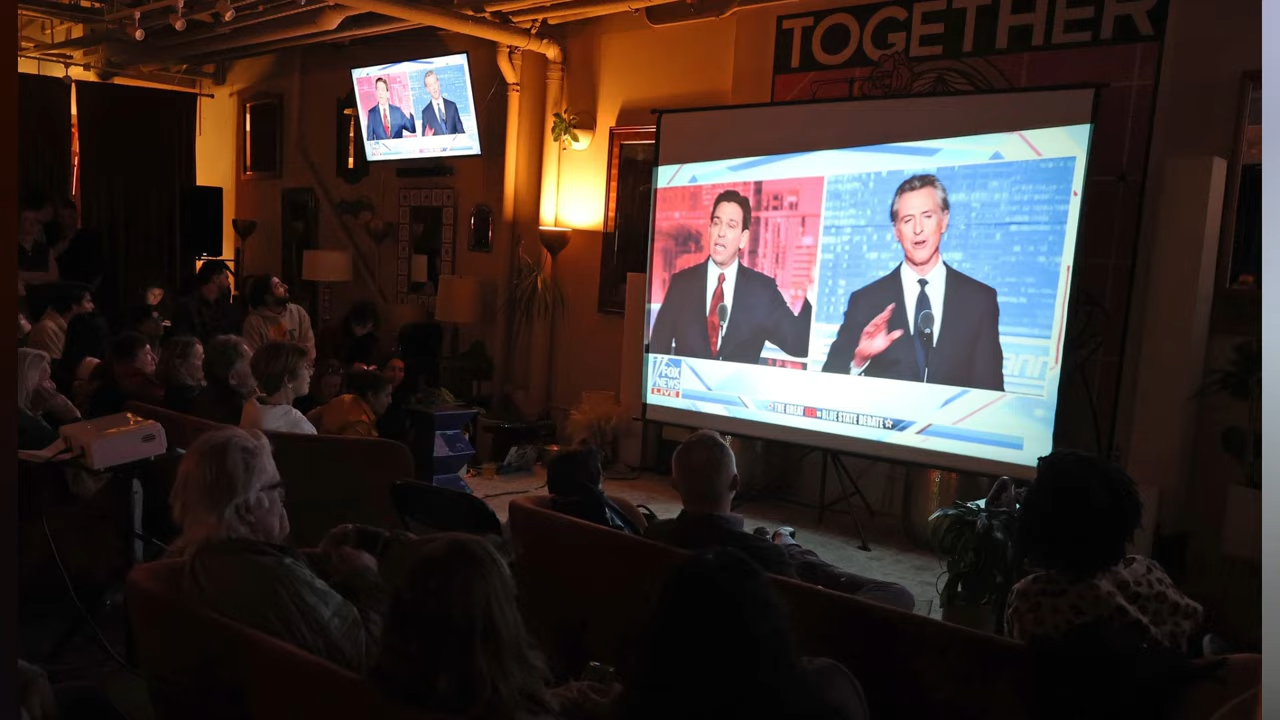 TOGETHER
FOX
NEWS
LIVE
THE GREAT RED VS BLUE STATE DEBATE